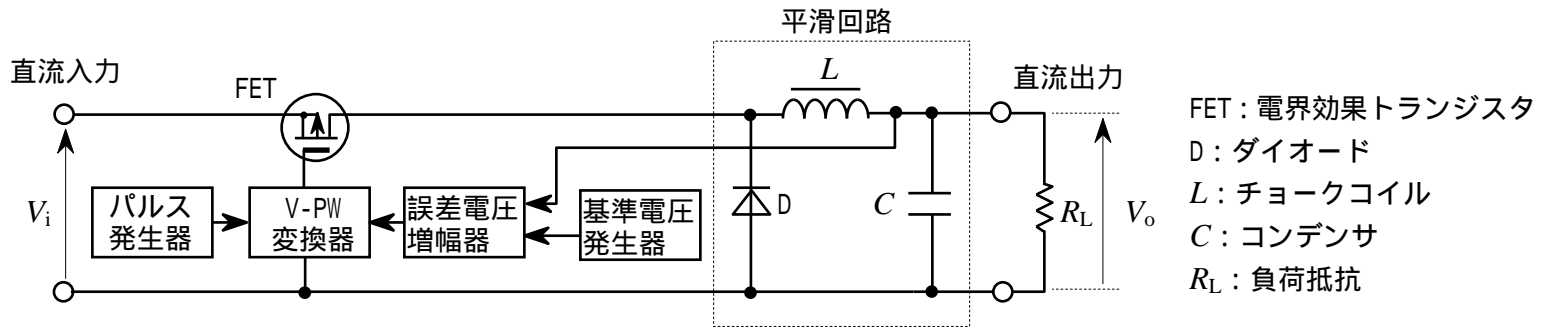 平滑回路
直流入力
FET
L
直流出力
FET：電界効果トランジスタ
D：ダイオード
L：チョークコイル
C：コンデンサ
RL：負荷抵抗
Vi
パルス
発生器
V-PW
変換器
誤差電圧
増幅器
基準電圧
発生器
D
C
RL
Vo